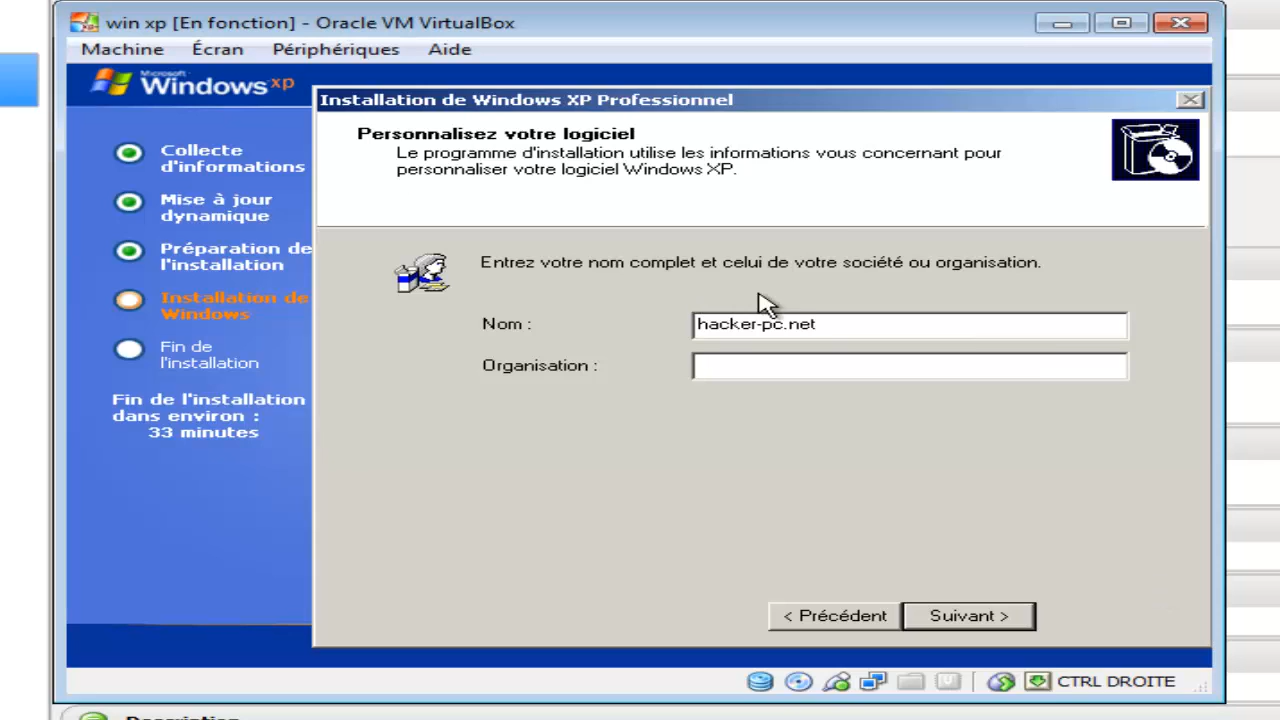 win xp [En fonction] - Oracle VM VirtualBox
Machine Écran Périphériques Aide
Microsoft
Windows xp
Installation de Windows XP Professionnel
Personnalisez votre logiciel
Le programme d'installation utilise les informations vous concernant pour
personnaliser votre logiciel Windows XP.
Collecte
d'informations
Mise à jour
dynamique
Préparation de
l'installation
Installation de
Windows
Fin de
l'installation
Fin de l'installation
dans environ :
33 minutes
Entrez votre nom complet et celui de votre société ou organisation.
Nom : hacker-pc.net
Organisation :
< Précédent Suivant >
CTRL DROITE
Description